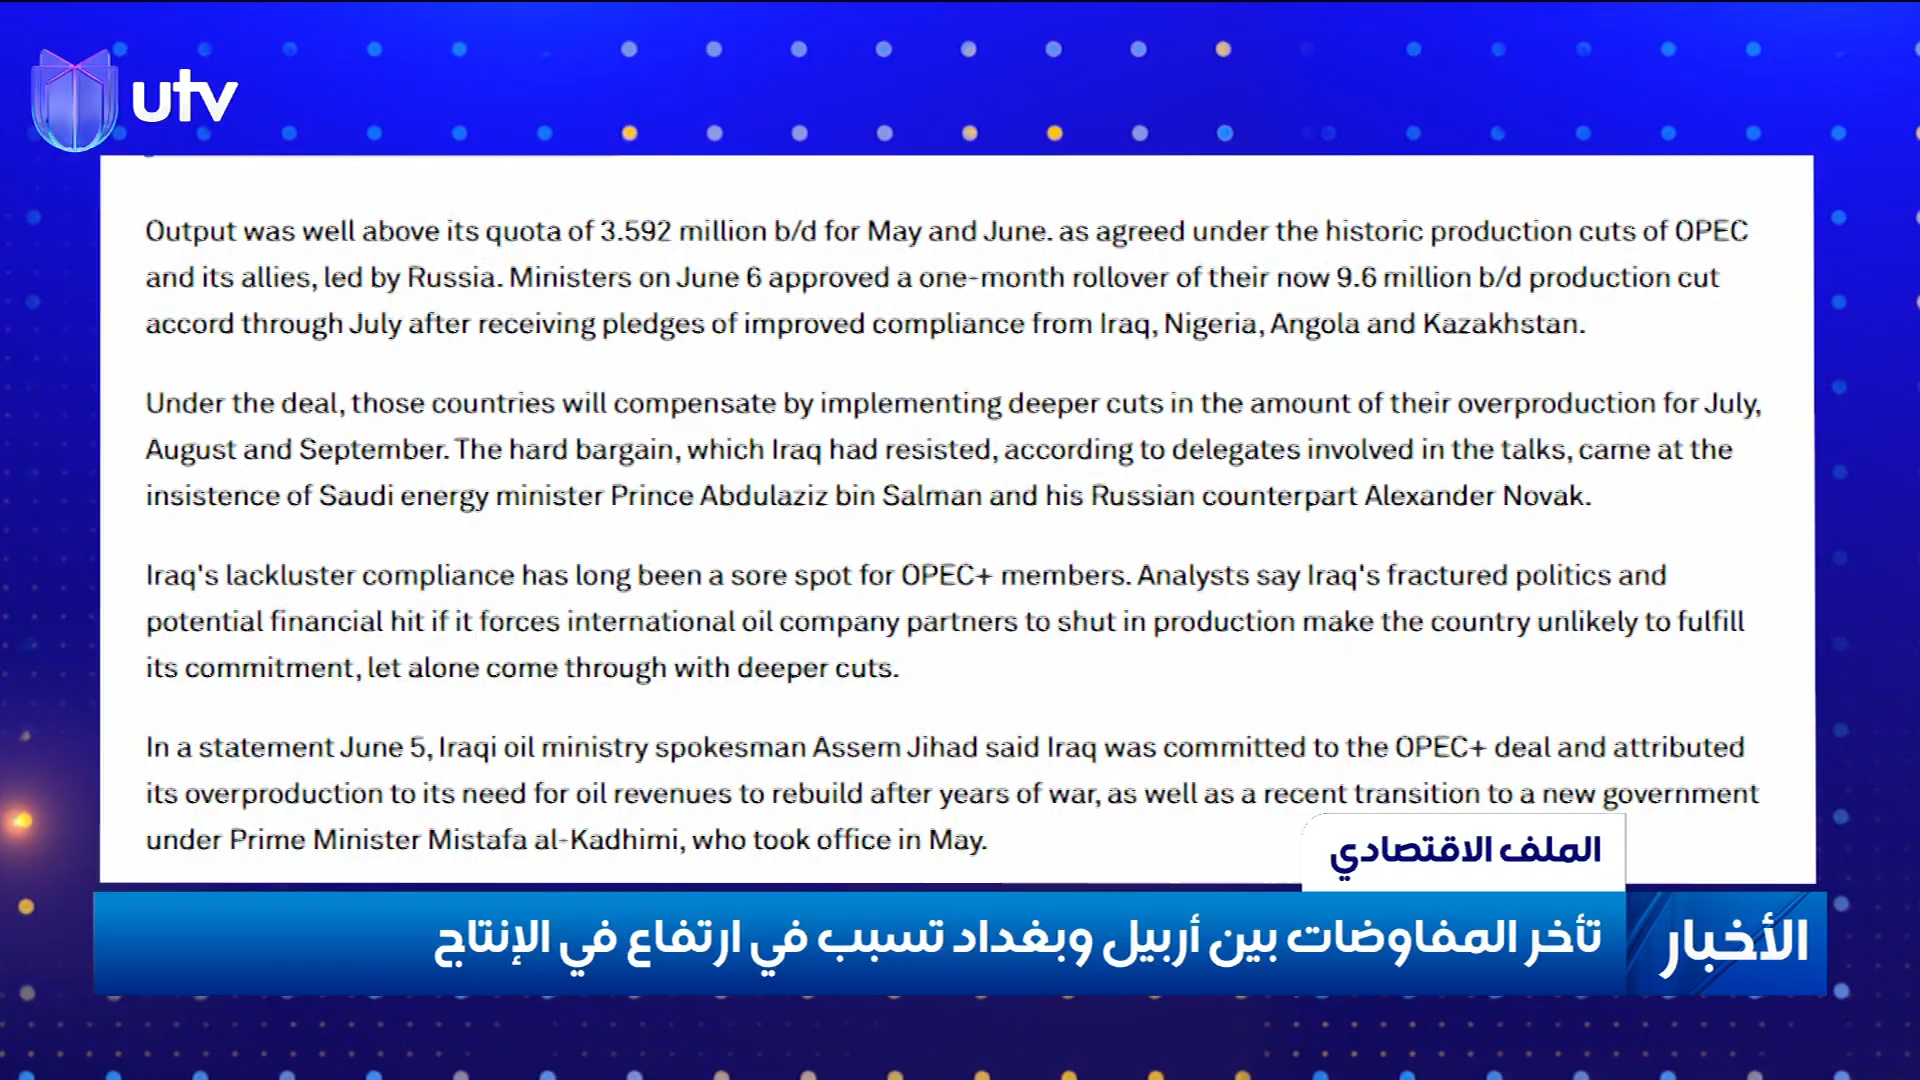 utv
Output was well above its quota of 3.592 million b/d for May and June. as agreed under the historic production cuts of OPEC
and its allies, led by Russia. Ministers on June 6 approved a one-month rollover of their now 9.6 million b/d production cut
accord through July after receiving pledges of improved compliance from Iraq, Nigeria, Angola and Kazakhstan.
Under the deal, those countries will compensate by implementing deeper cuts in the amount of their overproduction for July,
August and September. The hard bargain, which Iraq had resisted, according to delegates involved in the talks, came at the
insistence of Saudi energy minister Prince Abdulaziz bin Salman and his Russian counterpart Alexander Novak.
Iraq's lackluster compliance has long been a sore spot for OPEC+ members. Analysts say Iraq's fractured politics and
potential financial hit if it forces international oil company partners to shut in production make the country unlikely to fulfill
its commitment, let alone come through with deeper cuts.
In a statement June 5, Iraqi oil ministry spokesman Assem Jihad said Iraq was committed to the OPEC+ deal and attributed
its overproduction to its need for oil revenues to rebuild after years of war, as well as a recent transition to a new government
under Prime Minister Mistafa al-Kadhimi, who took office in May.
الملف الاقتصادي
الأخبار
تأخر المفاوضات بين أربيل وبغداد تسبب في ارتفاع في الإنتاج